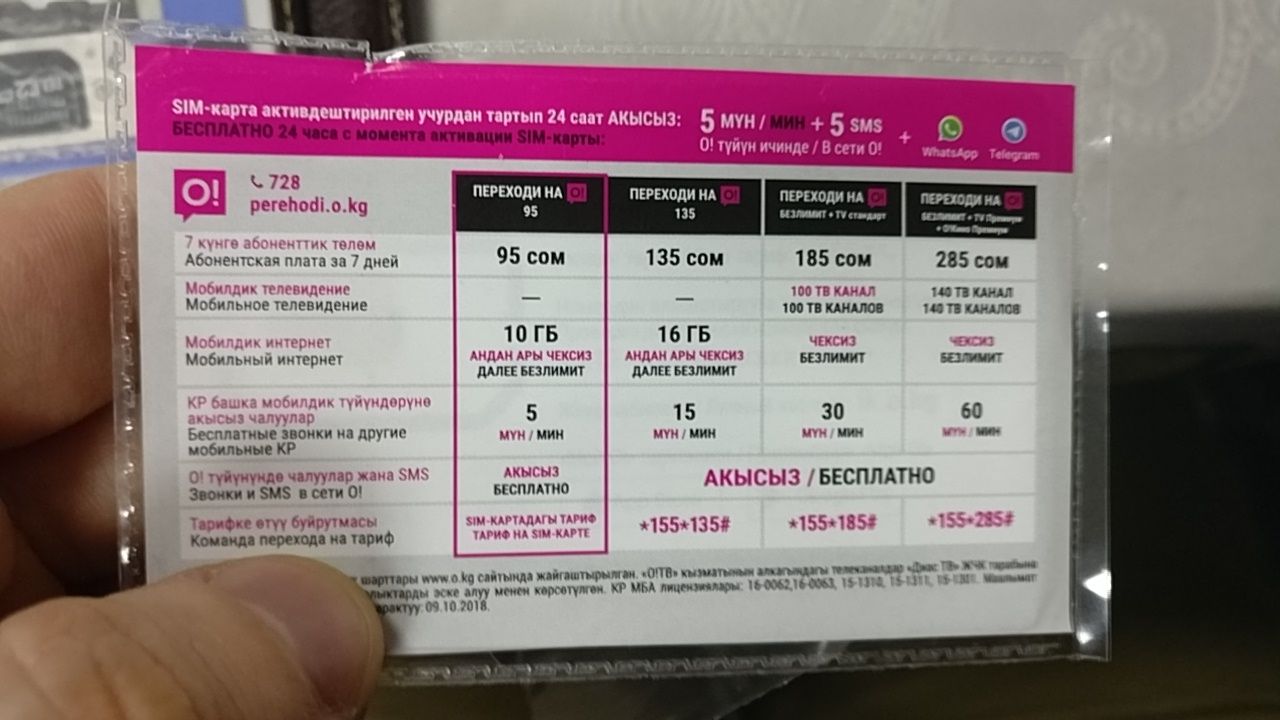 SIM-карта активдештирилген учурдан тартып 24 саат АКЫСЫЗ:
БЕСПЛАТНО 24 часа с момента активации SIM-карты:
5 МҮН / МИН + 5 SMS
О! түйүн ичинде / В сети О!
+
WhatsApp Telegram
О!
728
perehodi.o.kg
ПЕРЕХОДИ НА О!
95
ПЕРЕХОДИ НА О!
135
ПЕРЕХОДИ НА О!
БЕЗЛИМИТ + TV стандарт
ПЕРЕХОДИ НА О!
БЕЗЛИМИТ + TV Премиум
+ О!Кино Премиум
7 күнгө абоненттик төлөм
Абонентская плата за 7 дней
95 сом
135 сом
185 сом
285 сом
Мобилдик телевидение
Мобильное телевидение
—
—
100 ТВ КАНАЛ
100 ТВ КАНАЛОВ
140 ТВ КАНАЛ
140 ТВ КАНАЛОВ
Мобилдик интернет
Мобильный интернет
10 ГБ
АНДАН АРЫ ЧЕКСИЗ
ДАЛЕЕ БЕЗЛИМИТ
16 ГБ
АНДАН АРЫ ЧЕКСИЗ
ДАЛЕЕ БЕЗЛИМИТ
ЧЕКСИЗ
БЕЗЛИМИТ
ЧЕКСИЗ
БЕЗЛИМИТ
КР башка мобилдик түйүндөрүнө
акысыз чалуулар
Бесплатные звонки на другие
мобильные КР
5
МҮН / МИН
15
МҮН / МИН
30
МҮН / МИН
60
МҮН / МИН
О! түйүнүндө чалуулар жана SMS
Звонки и SMS в сети О!
АКЫСЫЗ
БЕСПЛАТНО
АКЫСЫЗ / БЕСПЛАТНО
Тарифке өтүү буйрутмасы
Команда перехода на тариф
SIM-КАРТАДАГЫ ТАРИФ
ТАРИФ НА SIM-КАРТЕ
*155*135#
*155*185#
*155*285#
шарттары www.o.kg сайтында жайгаштырылган. «О!ТВ» кызматынын алкагындагы телеканалдар ЖЧК тарабына
эске алуу менен көрсөтүлгөн. КР МБА лицензиялары: 16-0062,16-0063, 15-1310, 15-1311, Маалымат
09.10.2018.